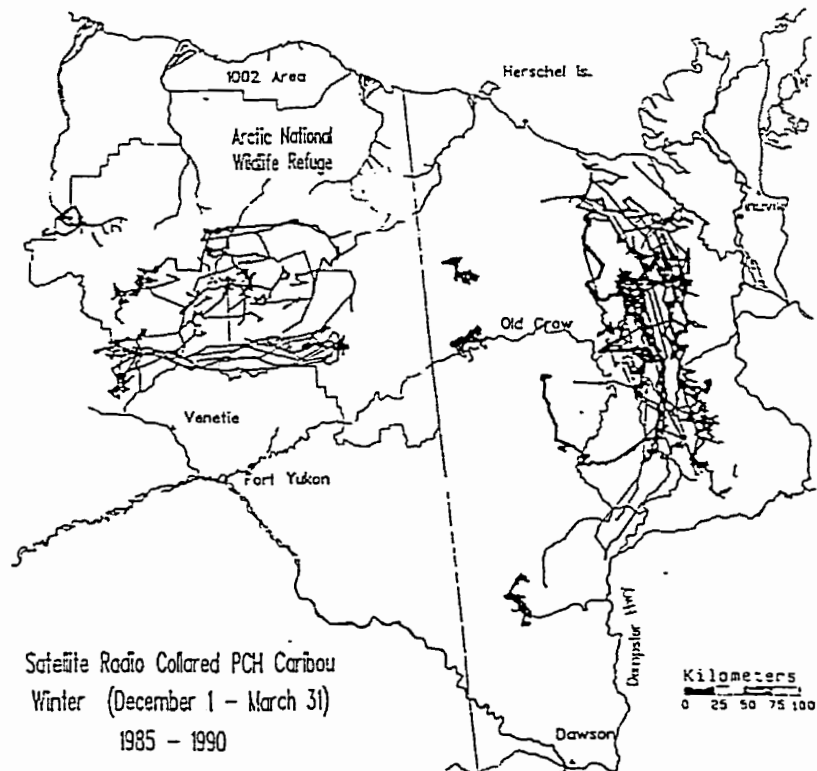 1002 Area
Herschel Is.
Arctic National
Wildlife Refuge
Old Crow
Venetie
Fort Yukon
Dempster Hwy
Satellite Radio Collared PCH Caribou
Winter (December 1 - March 31)
1985 - 1990
Kilometers
0 25 50 75 100
Dawson